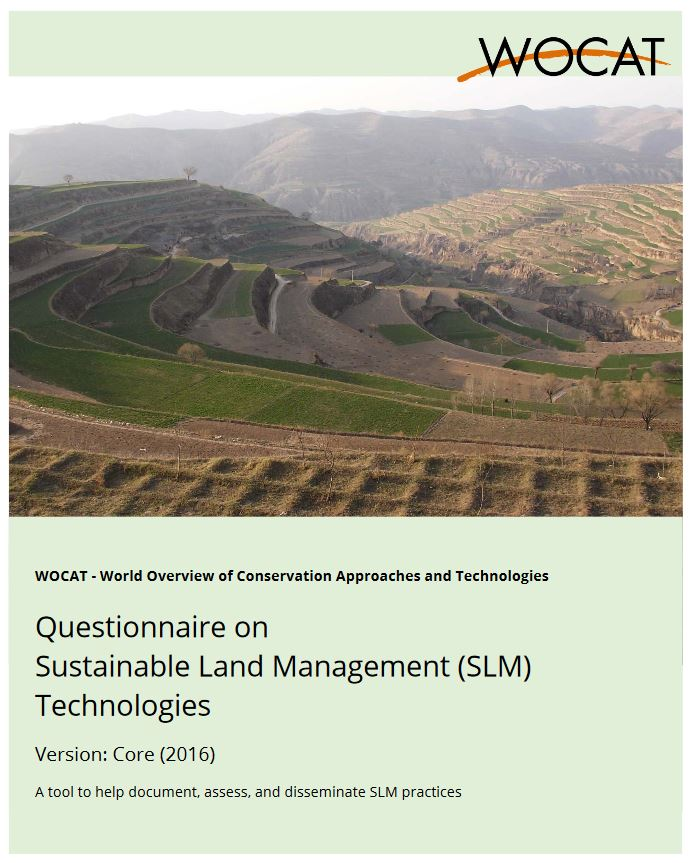 WOCAT
WOCAT - World Overview of Conservation Approaches and Technologies
Questionnaire on
Sustainable Land Management (SLM)
Technologies
Version: Core (2016)
A tool to help document, assess, and disseminate SLM practices